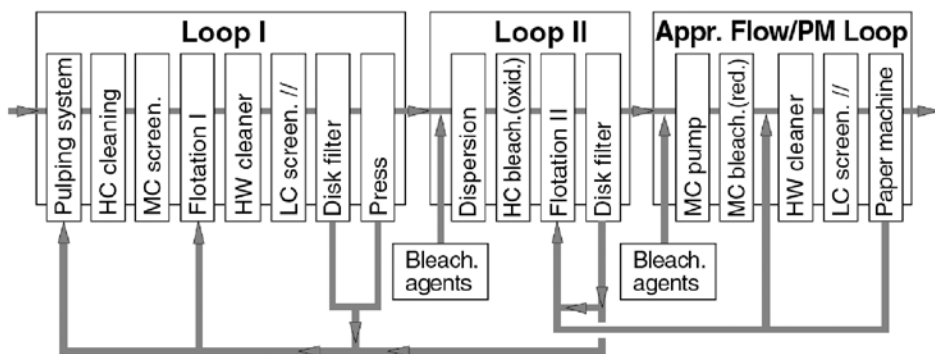 Loop I
Pulping system
HC cleaning
MC screen.
Flotation I
HW cleaner
LC screen. //
Disk filter
Press
Loop II
Dispersion
HC bleach.(oxid.)
Flotation II
Disk filter
Appr. Flow/PM Loop
MC pump
MC bleach.(red.)
HW cleaner
LC screen. //
Paper machine
Bleach.
agents
Bleach.
agents